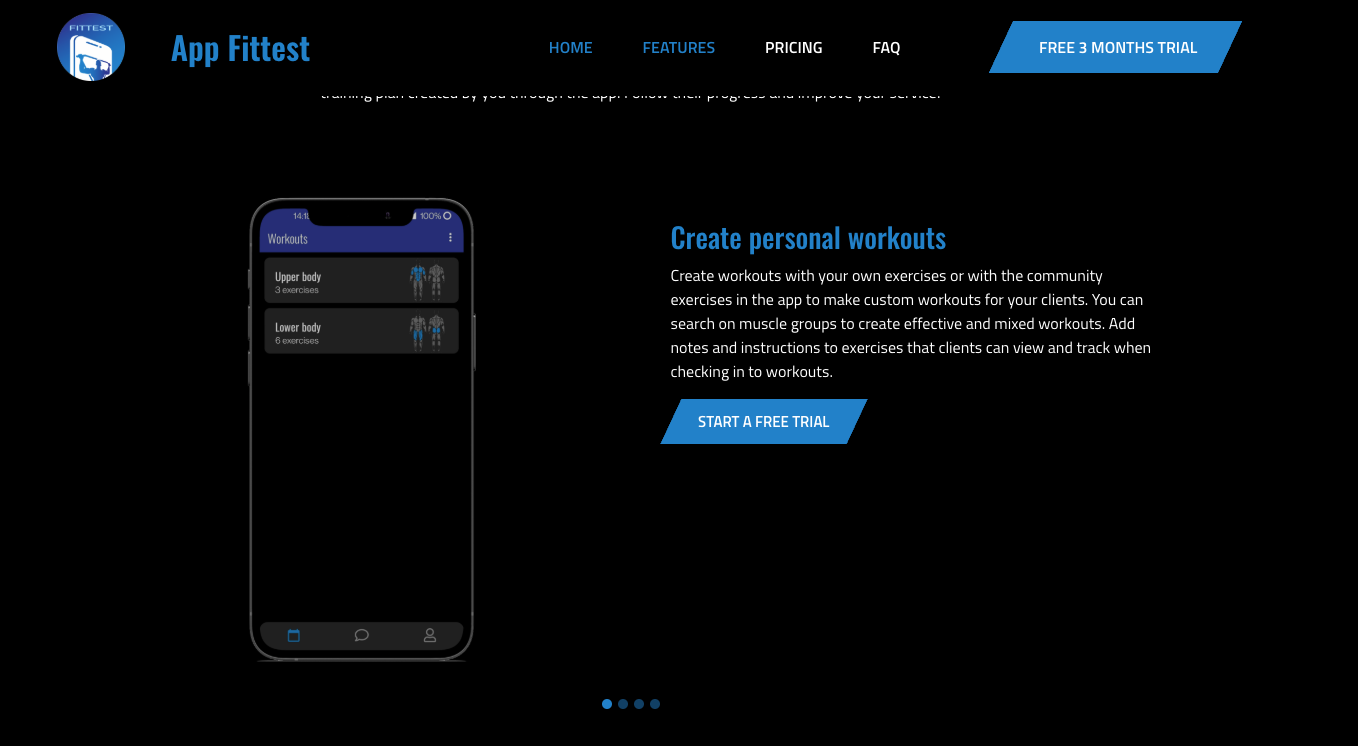 FITTEST
App Fittest
HOME
FEATURES
PRICING
FAQ
FREE 3 MONTHS TRIAL
training plan created by you through the app. Follow their progress and improve your service.
14:1
3
100%
Workouts
Create personal workouts
Upper body
3 exercises
Create workouts with your own exercises or with the community
exercises in the app to make custom workouts for your clients. You can
search on muscle groups to create effective and mixed workouts. Add
notes and instructions to exercises that clients can view and track when
checking in to workouts.
Lower body
6 exercises
START A FREE TRIAL